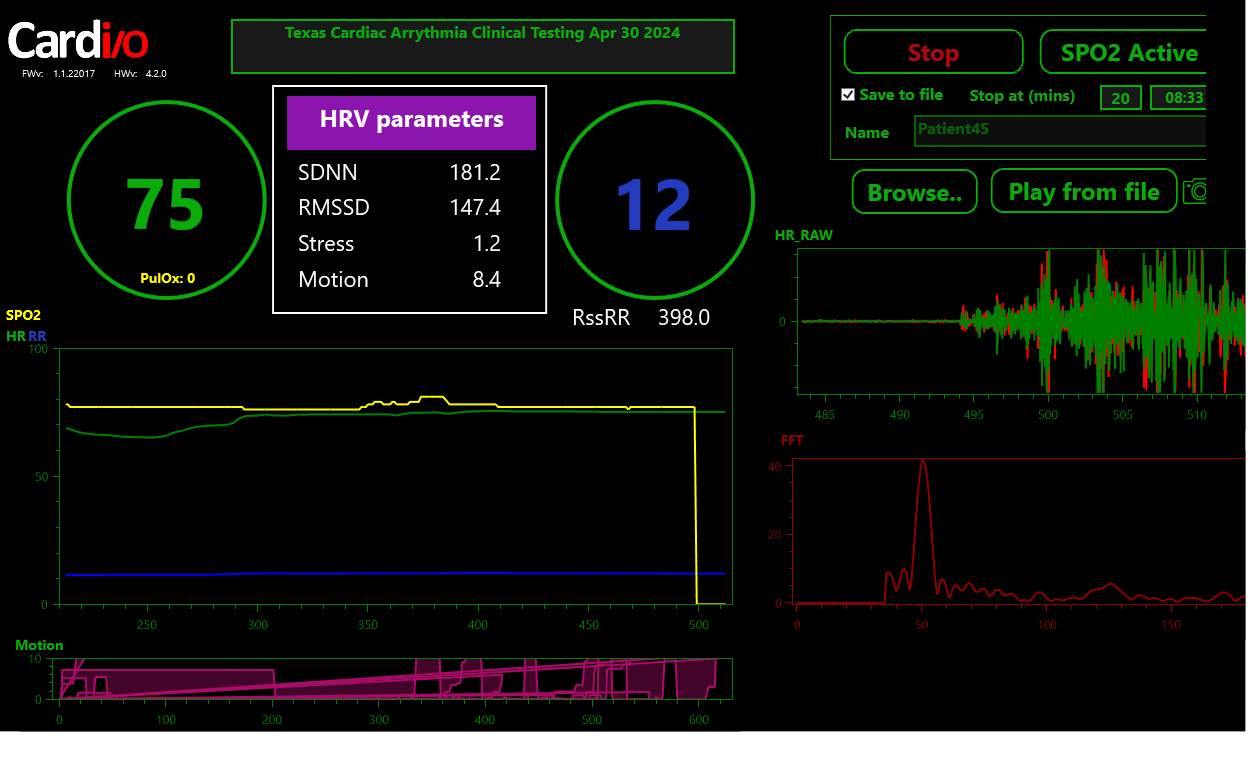 Cardi/o
FWv: 1.1.22017 HWv: 4.2.0
Texas Cardiac Arrythmia Clinical Testing Apr 30 2024
Stop
SPO2 Active
Save to file
Stop at (mins)
20
08:33
Name
Patient45
Browse..
Play from file
75
PulOx: 0
HRV parameters
SDNN 181.2
RMSSD 147.4
Stress 1.2
Motion 8.4
12
RssRR 398.0
SPO2
HR RR
100
50
0
250 300 350 400 450 500
HR_RAW
0
485 490 495 500 505 510
FFT
40
20
0
0 50 100 150
Motion
10
0
0 100 200 300 400 500 600